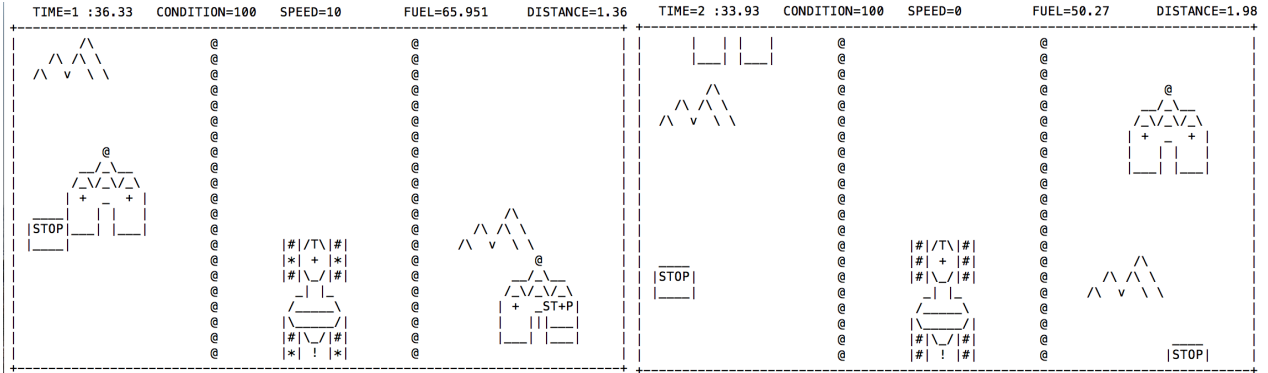 TIME=1 :36.33 CONDITION=100 SPEED=10 FUEL=65.951 DISTANCE=1.36
STOP
ST+P
TIME=2 :33.93 CONDITION=100 SPEED=0 FUEL=50.27 DISTANCE=1.98
STOP
STOP